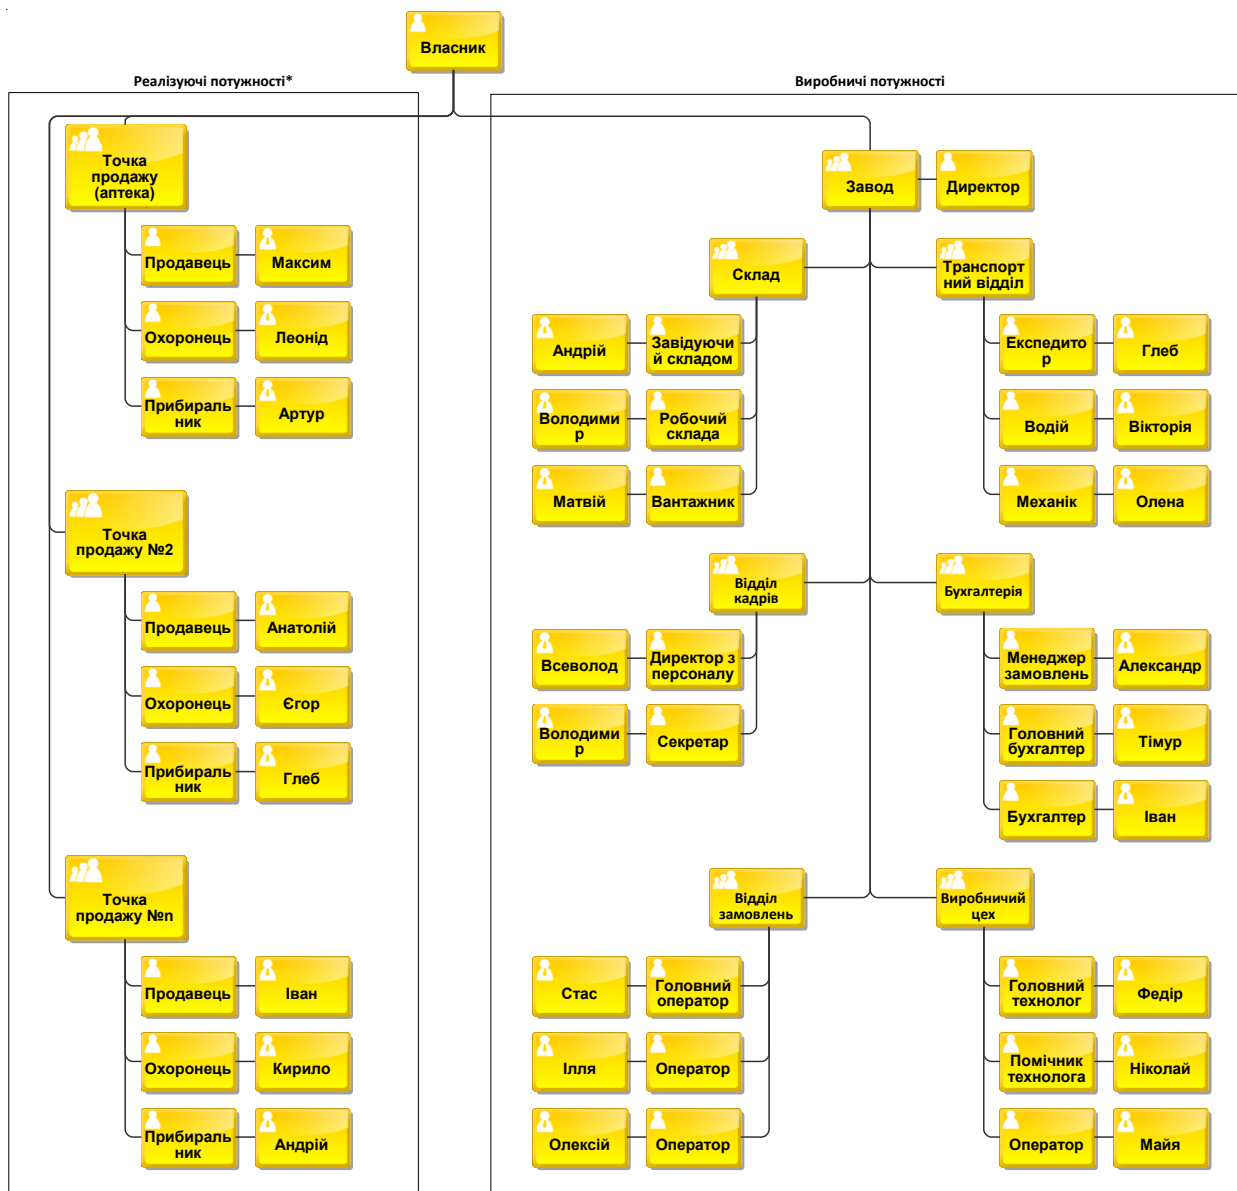 Власник
Реалізуючі потужності*
Виробничі потужності
Точка
продажу
(аптека)
Продавець
Максим
Охоронець
Леонід
Прибираль
ник
Артур
Точка
продажу №2
Продавець
Анатолій
Охоронець
Єгор
Прибираль
ник
Глеб
Точка
продажу №n
Продавець
Іван
Охоронець
Кирило
Прибираль
ник
Андрій
Завод
Директор
Склад
Андрій
Завідуючи
й складом
Володими
р
Робочий
склада
Матвій
Вантажник
Транспорт
ний відділ
Експедито
р
Глеб
Водій
Вікторія
Механік
Олена
Відділ
кадрів
Всеволод
Директор з
персоналу
Володими
р
Секретар
Бухгалтерія
Менеджер
замовлень
Александр
Головний
бухгалтер
Тімур
Бухгалтер
Іван
Відділ
замовлень
Стас
Головний
оператор
Ілля
Оператор
Олексій
Оператор
Виробничий
цех
Головний
технолог
Федір
Помічник
технолога
Ніколай
Оператор
Майя